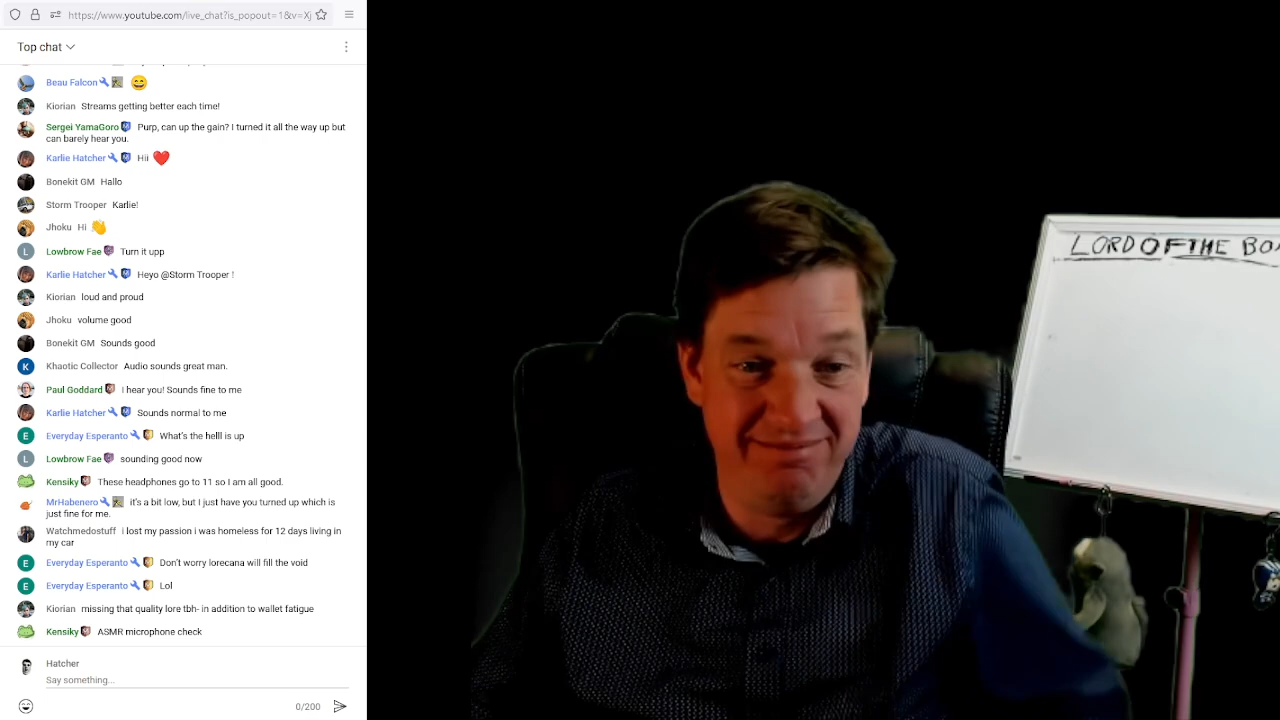 https://www.youtube.com/live_chat?is_popout=1&v=Xj
Top chat
Beau Falcon 😄
Kiorian Streams getting better each time!
Sergei YamaGoro Purp, can up the gain? I turned it all the way up but
can barely hear you.
Karlie Hatcher Hii ❤️
Bonekit GM Hallo
Storm Trooper Karlie!
Jhoku Hi 👋
L Lowbrow Fae Turn it upp
Karlie Hatcher Heyo @Storm Trooper !
Kiorian loud and proud
Jhoku volume good
Bonekit GM Sounds good
K Khaotic Collector Audio sounds great man.
Paul Goddard I hear you! Sounds fine to me
Karlie Hatcher Sounds normal to me
E Everyday Esperanto What's the helll is up
L Lowbrow Fae sounding good now
Kensiky These headphones go to 11 so I am all good.
MrHabenero it's a bit low, but I just have you turned up which is
just fine for me.
Watchmedostuff i lost my passion i was homeless for 12 days living in
my car
E Everyday Esperanto Don't worry lorecana will fill the void
E Everyday Esperanto Lol
Kiorian missing that quality lore tbh- in addition to wallet fatigue
Kensiky ASMR microphone check
Hatcher
Say something...
0/200
LORD OF THE BO